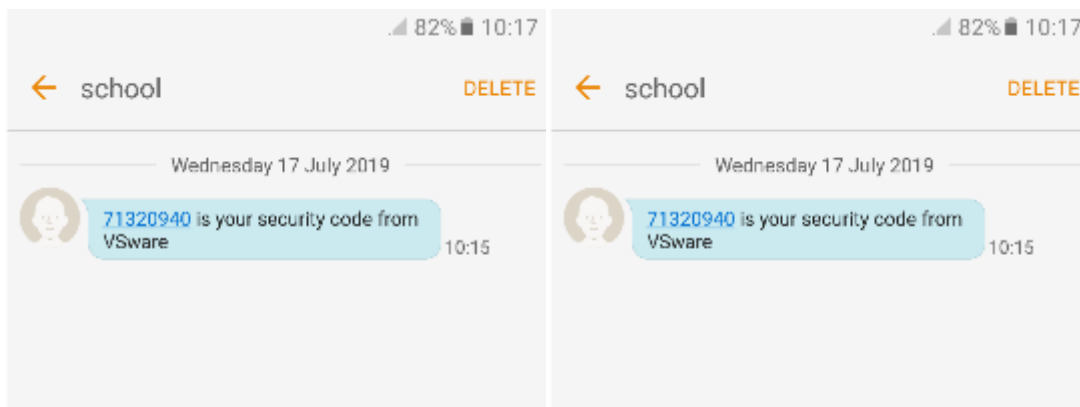 82% 10:17
school DELETE
Wednesday 17 July 2019
71320940 is your security code from
VSware
10:15
82% 10:17
school DELETE
Wednesday 17 July 2019
71320940 is your security code from
VSware
10:15